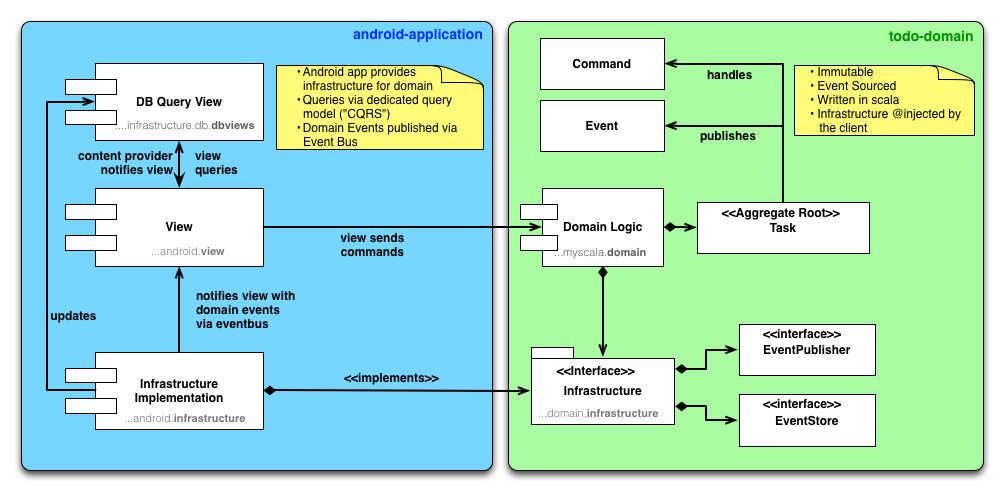 android-application
DB Query View
....infrastructure.db.dbviews
•Android app provides
infrastructure for domain
•Queries via dedicated query
model ("CQRS")
•Domain Events published via
Event Bus
content provider
notifies view
view
queries
View
...android.view
view sends
commands
notifies view with
domain events
via eventbus
updates
Infrastructure
Implementation
...android.infrastructure
<<implements>>
todo-domain
Command
handles
Event
publishes
• Immutable
• Event Sourced
• Written in scala
• Infrastructure @injected by
the client
Domain Logic
...myscala.domain
<<Aggregate Root>>
Task
<<Interface>>
Infrastructure
...domain.infrastructure
<<interface>>
EventPublisher
<<interface>>
EventStore